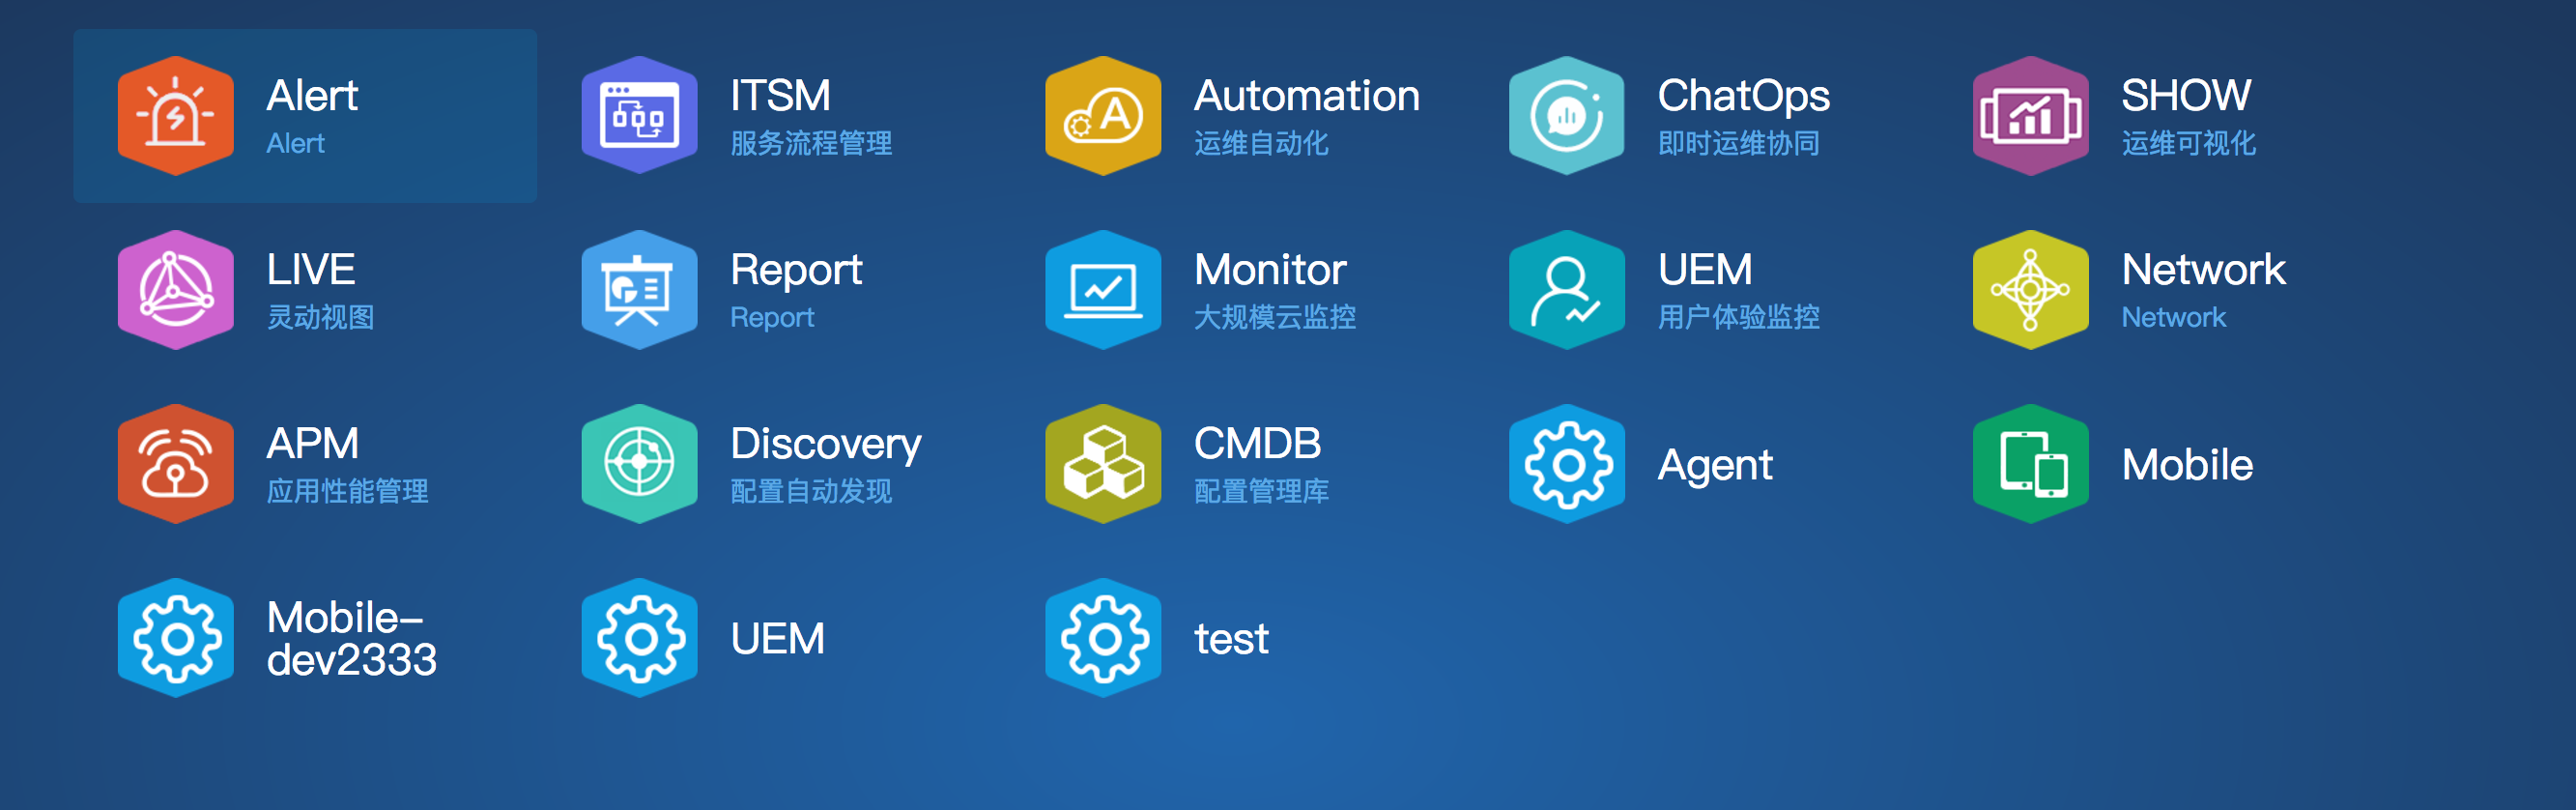 Alert
Alert
ITSM
服务流程管理
Automation
运维自动化
ChatOps
即时运维协同
SHOW
运维可视化
LIVE
灵动视图
Report
Report
Monitor
大规模云监控
UEM
用户体验监控
Network
Network
APM
应用性能管理
Discovery
配置自动发现
CMDB
配置管理库
Agent
Mobile
Mobile-
dev2333
UEM
test